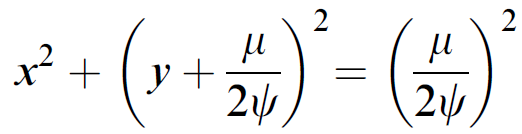 x² + (y + μ/2ψ)² = (μ/2ψ)²